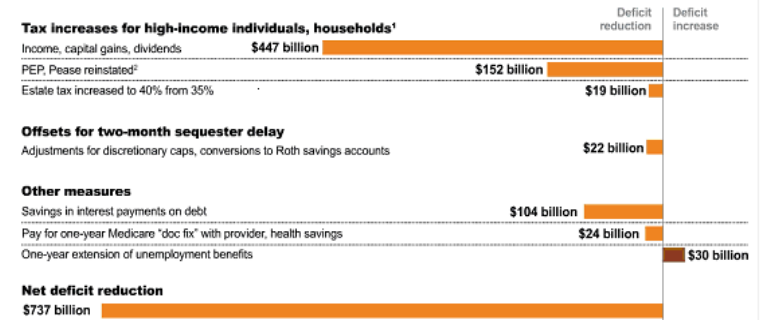 Deficit reduction Deficit increase
Tax increases for high-income individuals, households¹
Income, capital gains, dividends $447 billion
PEP, Pease reinstated² $152 billion
Estate tax increased to 40% from 35% $19 billion
Offsets for two-month sequester delay
Adjustments for discretionary caps, conversions to Roth savings accounts $22 billion
Other measures
Savings in interest payments on debt $104 billion
Pay for one-year Medicare "doc fix" with provider, health savings $24 billion
One-year extension of unemployment benefits $30 billion
Net deficit reduction
$737 billion